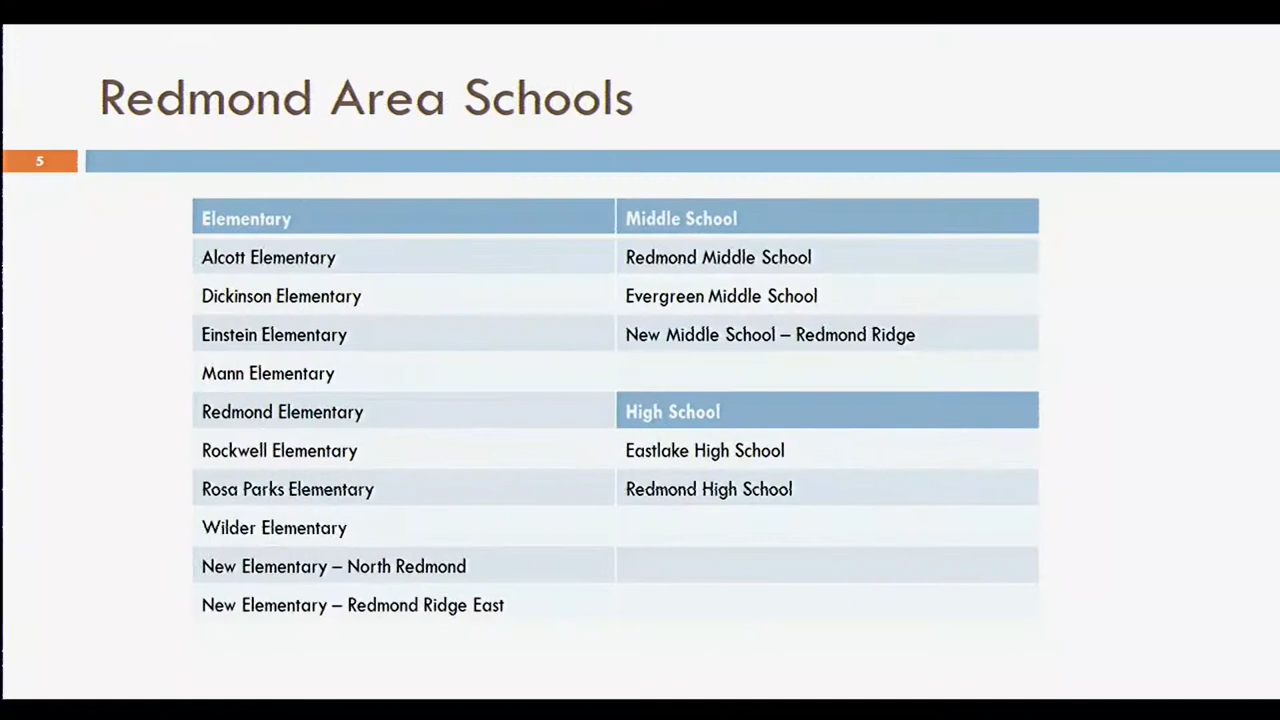 Redmond Area Schools
5
Elementary
Middle School
Alcott Elementary
Redmond Middle School
Dickinson Elementary
Evergreen Middle School
Einstein Elementary
New Middle School – Redmond Ridge
Mann Elementary
Redmond Elementary
High School
Rockwell Elementary
Eastlake High School
Rosa Parks Elementary
Redmond High School
Wilder Elementary
New Elementary – North Redmond
New Elementary – Redmond Ridge East